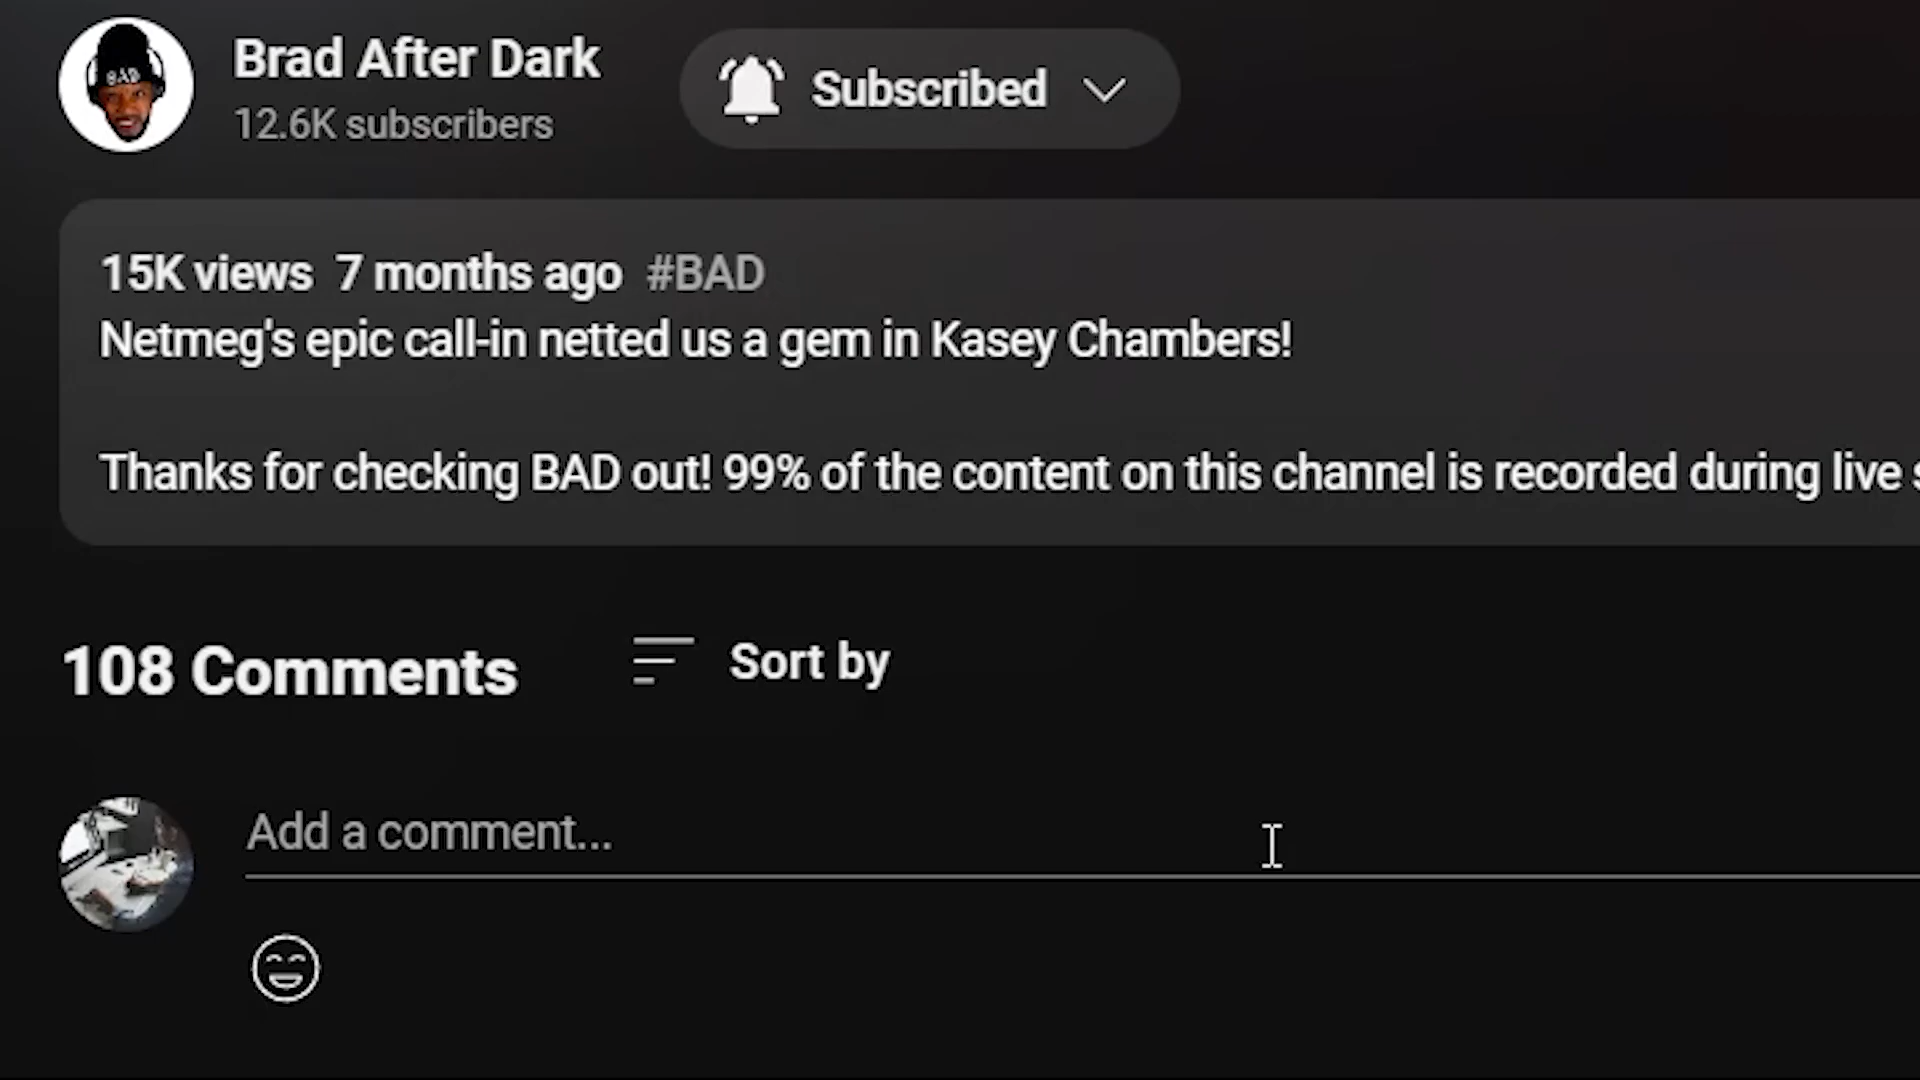 BAD
Brad After Dark
12.6K subscribers
Subscribed
15K views 7 months ago #BAD
Netmeg's epic call-in netted us a gem in Kasey Chambers!
Thanks for checking BAD out! 99% of the content on this channel is recorded during live
108 Comments
Sort by
Add a comment...